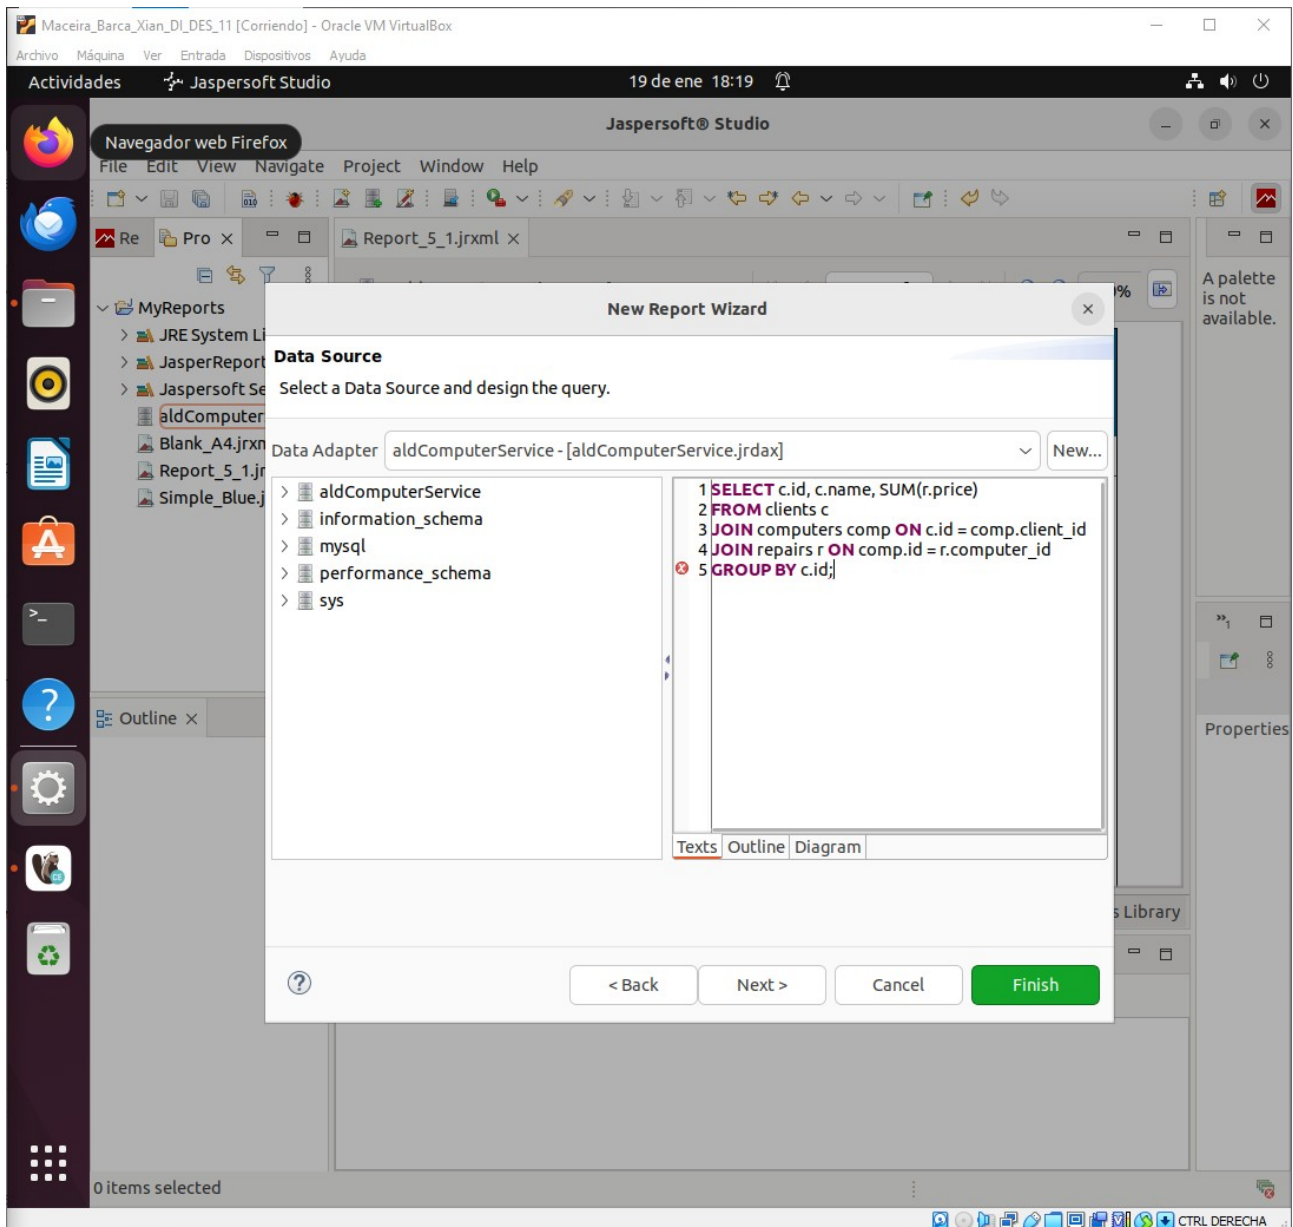 Maceira_Barca_Xian_DI_DES_11 [Corriendo] - Oracle VM VirtualBox
Archivo Máquina Ver Entrada Dispositivos Ayuda
Actividades Jaspersoft Studio 19 de ene 18:19
Jaspersoft® Studio
Navegador web Firefox
File Edit View Navigate Project Window Help
Re Pro Report_5_1.jrxml
MyReports
JRE System Li
JasperReport
Jaspersoft Se
aldComputer
Blank_A4.jrxm
Report_5_1.jr
Simple_Blue.j
A palette
is not
available.
New Report Wizard
Data Source
Select a Data Source and design the query.
Data Adapter aldComputerService - [aldComputerService.jrdax] New...
aldComputerService
information_schema
mysql
performance_schema
sys
1 SELECT c.id, c.name, SUM(r.price)
2 FROM clients c
3 JOIN computers comp ON c.id = comp.client_id
4 JOIN repairs r ON comp.id = r.computer_id
5 GROUP BY c.id;
Texts Outline Diagram
Outline
Properties
s Library
< Back Next > Cancel Finish
0 items selected
CTRL DERECHA